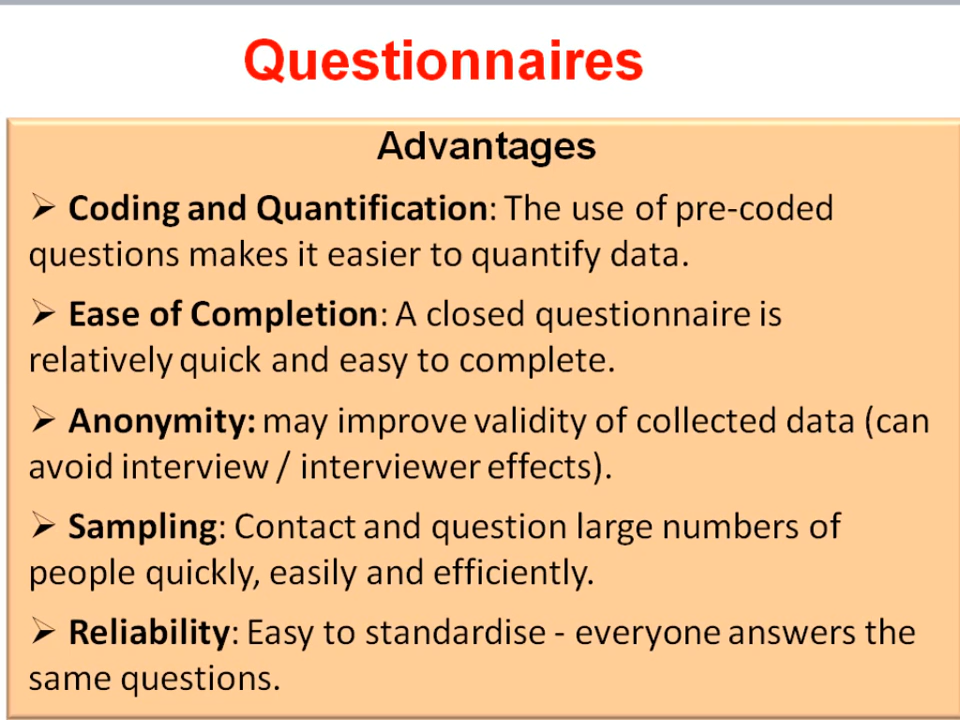 Questionnaires
Advantages
➢ Coding and Quantification: The use of pre-coded
questions makes it easier to quantify data.
➢ Ease of Completion: A closed questionnaire is
relatively quick and easy to complete.
➢ Anonymity: may improve validity of collected data (can
avoid interview / interviewer effects).
➢ Sampling: Contact and question large numbers of
people quickly, easily and efficiently.
➢ Reliability: Easy to standardise - everyone answers the
same questions.